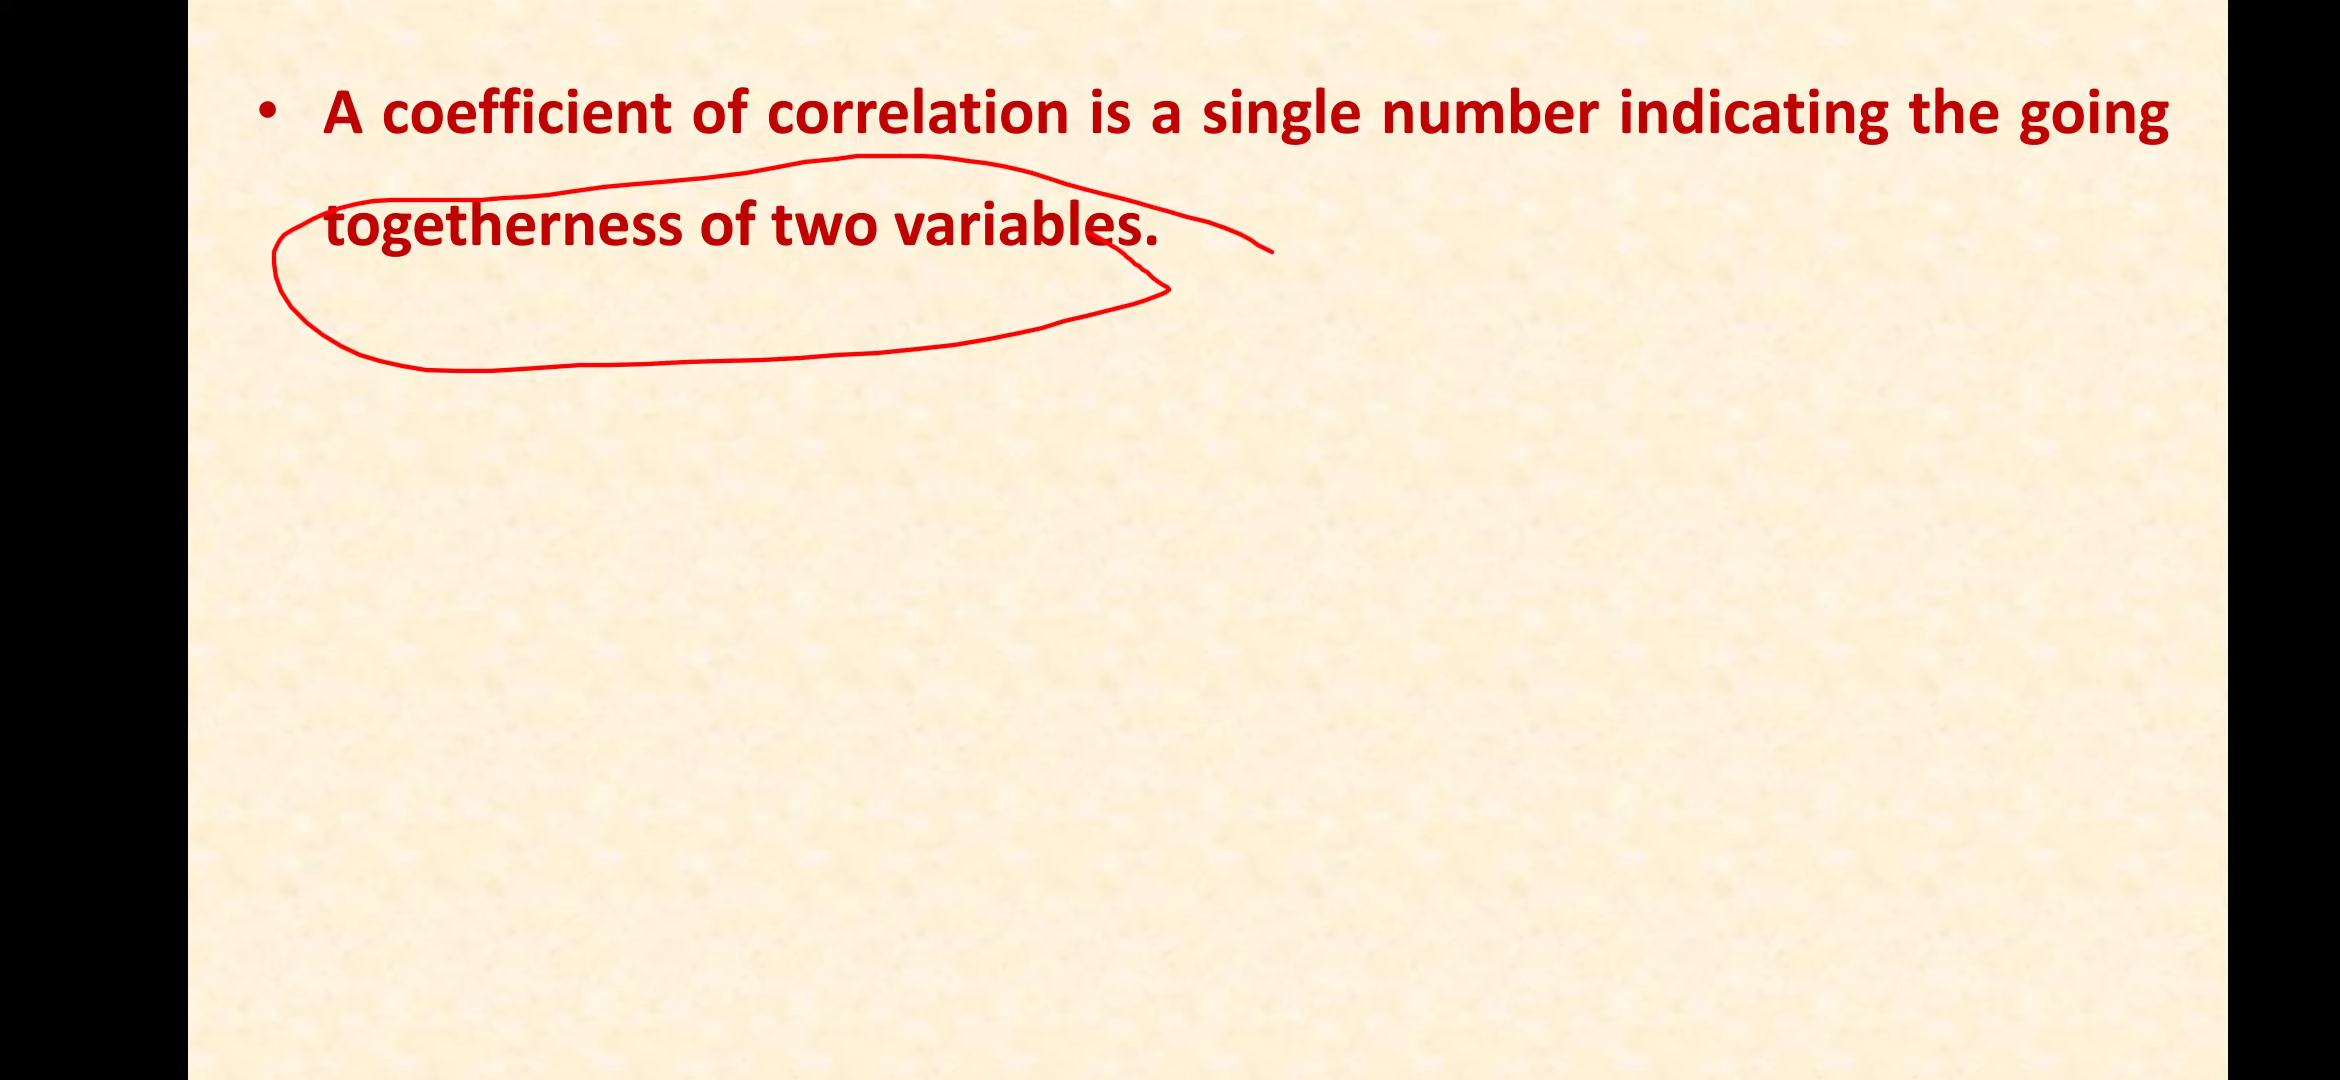 • A coefficient of correlation is a single number indicating the going
togetherness of two variables.